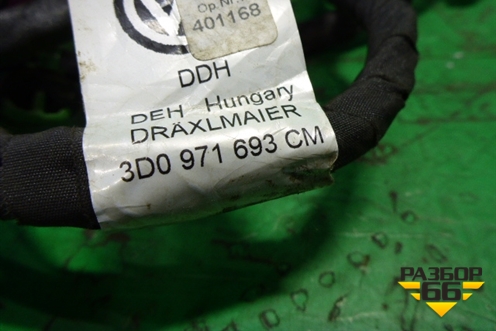 Op.Nr.
401168
DDH
DEH Hungary
DRÄXLMAIER
3D0 971 693 CM
РАЗБОР
66